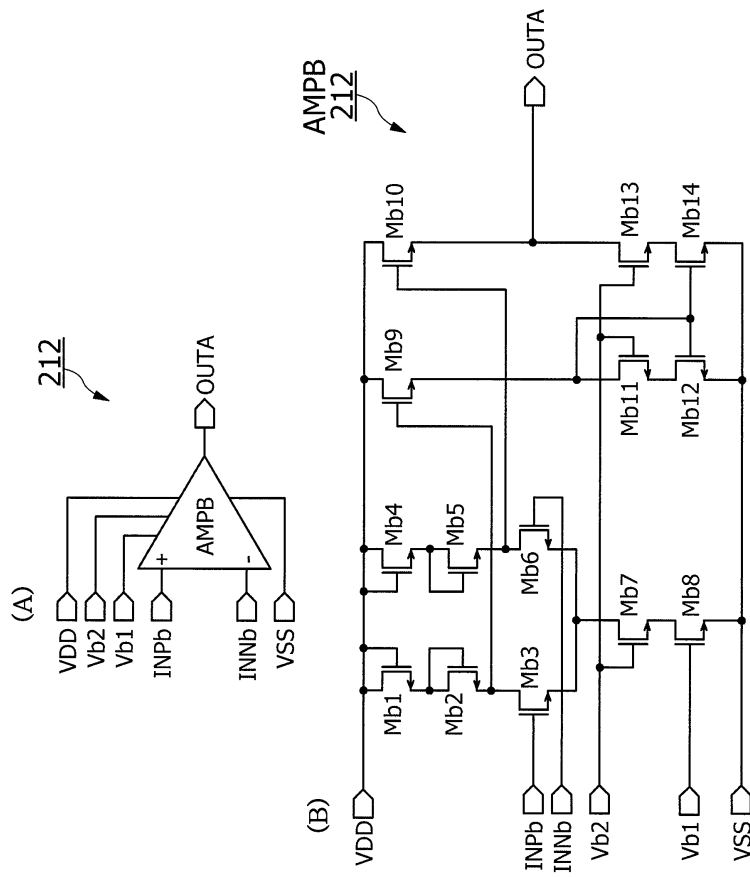 (A)
212
VDD
Vb2
Vb1
INPb
INNb
VSS
+
-
AMPB
OUTA
(B)
AMPB
212
VDD
INPb
INNb
Vb2
Vb1
VSS
Mb1
Mb2
Mb3
Mb4
Mb5
Mb6
Mb7
Mb8
Mb9
Mb10
Mb11
Mb12
Mb13
Mb14
OUTA